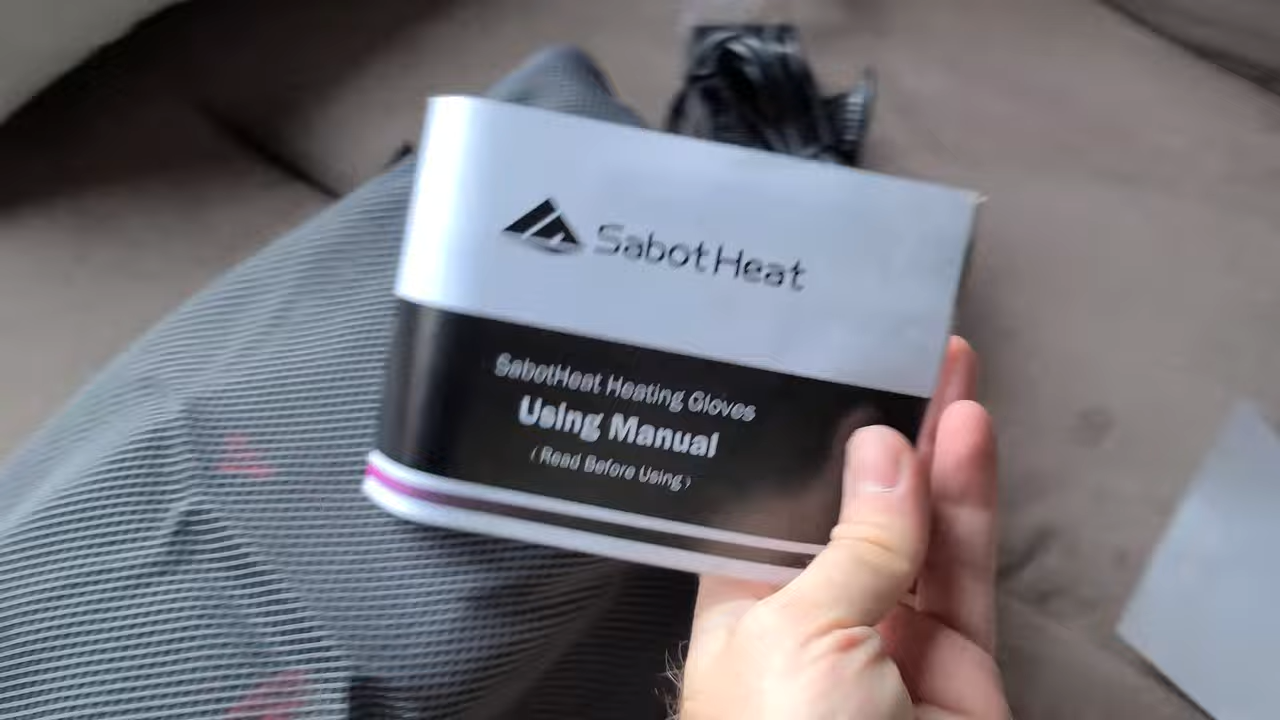 SabotHeat
SabotHeat Heating Gloves
Using Manual
( Read Before Using )